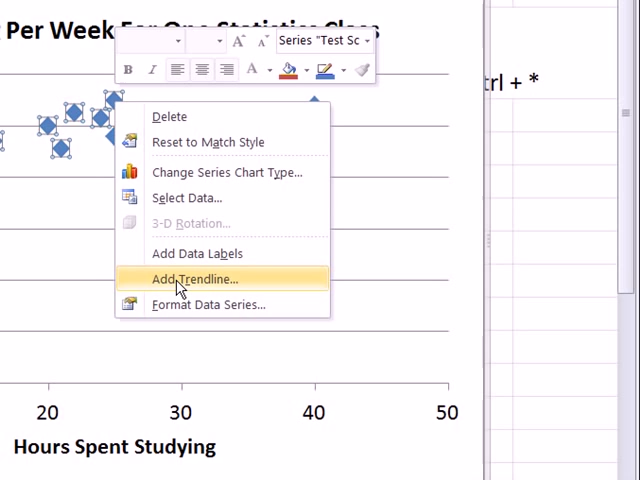 Per Week For One Statistics Class
A A Series "Test Sc
B I A
trl + *
Delete
Reset to Match Style
Change Series Chart Type...
Select Data...
3-D Rotation...
Add Data Labels
Add Trendline...
Format Data Series...
20 30 40 50
Hours Spent Studying